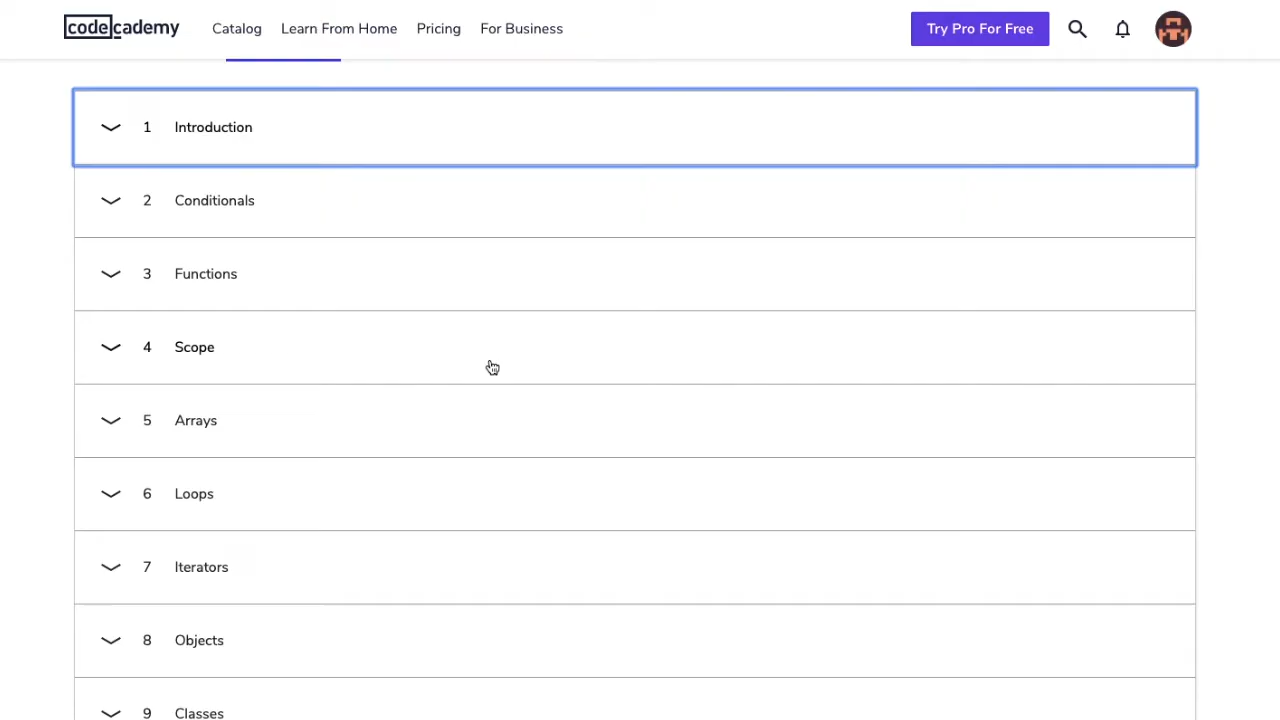 codecademy Catalog Learn From Home Pricing For Business Try Pro For Free
1 Introduction
2 Conditionals
3 Functions
4 Scope
5 Arrays
6 Loops
7 Iterators
8 Objects
9 Classes